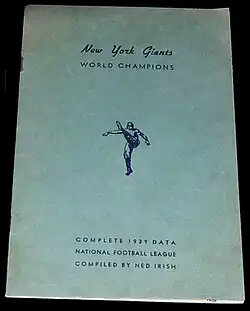 New York Giants
WORLD CHAMPIONS
COMPLETE 1939 DATA
NATIONAL FOOTBALL LEAGUE
COMPILED BY NED IRISH